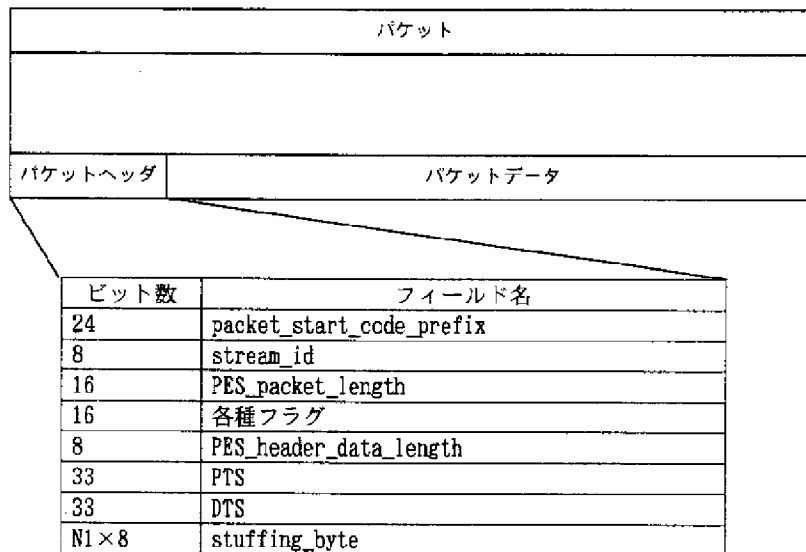 パケット
パケットヘッダ パケットデータ
ビット数 フィールド名
24 packet_start_code_prefix
8 stream_id
16 PES_packet_length
16 各種フラグ
8 PES_header_data_length
33 PTS
33 DTS
N1×8 stuffing_byte